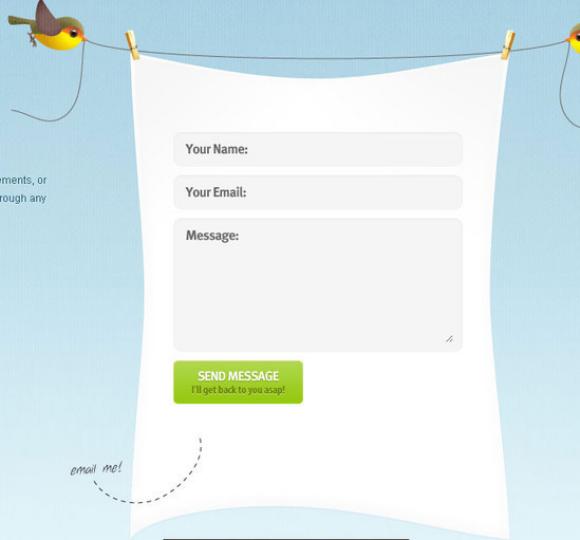 ements, or
rough any
Your Name:
Your Email:
Message:
SEND MESSAGE
I'll get back to you asap!
email me!